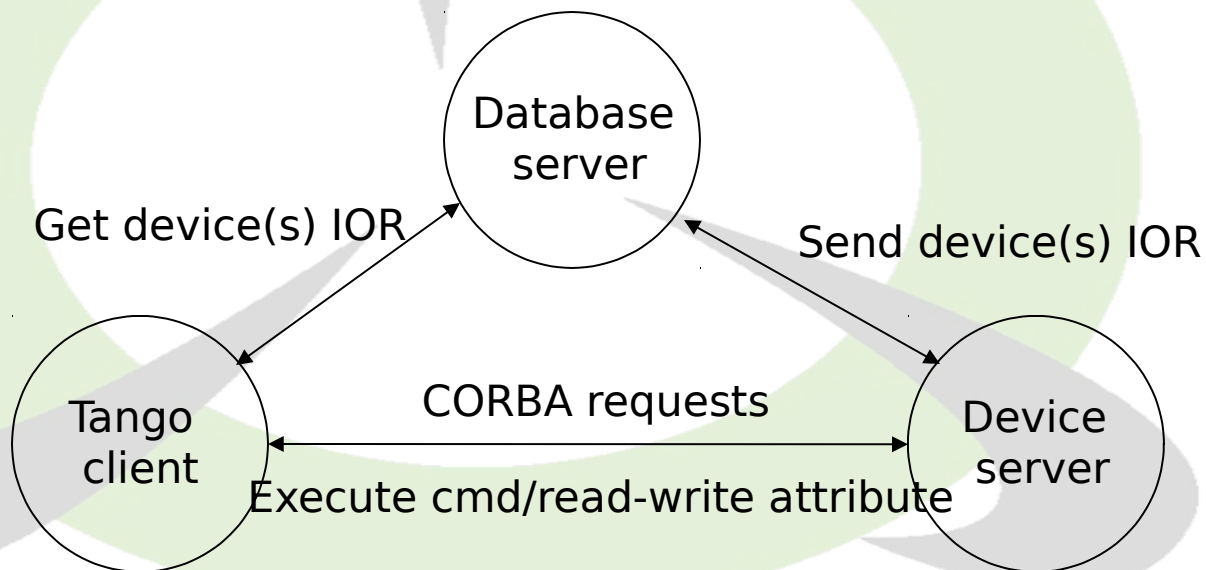 Database
server
Get device(s) IOR
Send device(s) IOR
CORBA requests
Tango
client
Device
server
Execute cmd/read-write attribute